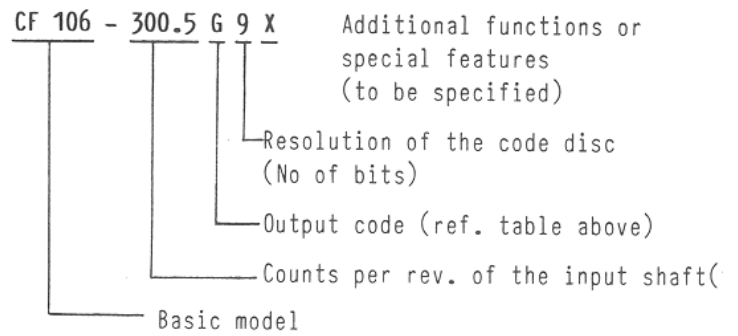 CF 106 - 300.5 G 9 X Additional functions or
special features
(to be specified)
Resolution of the code disc
(No of bits)
Output code (ref. table above)
Counts per rev. of the input shaft(
Basic model